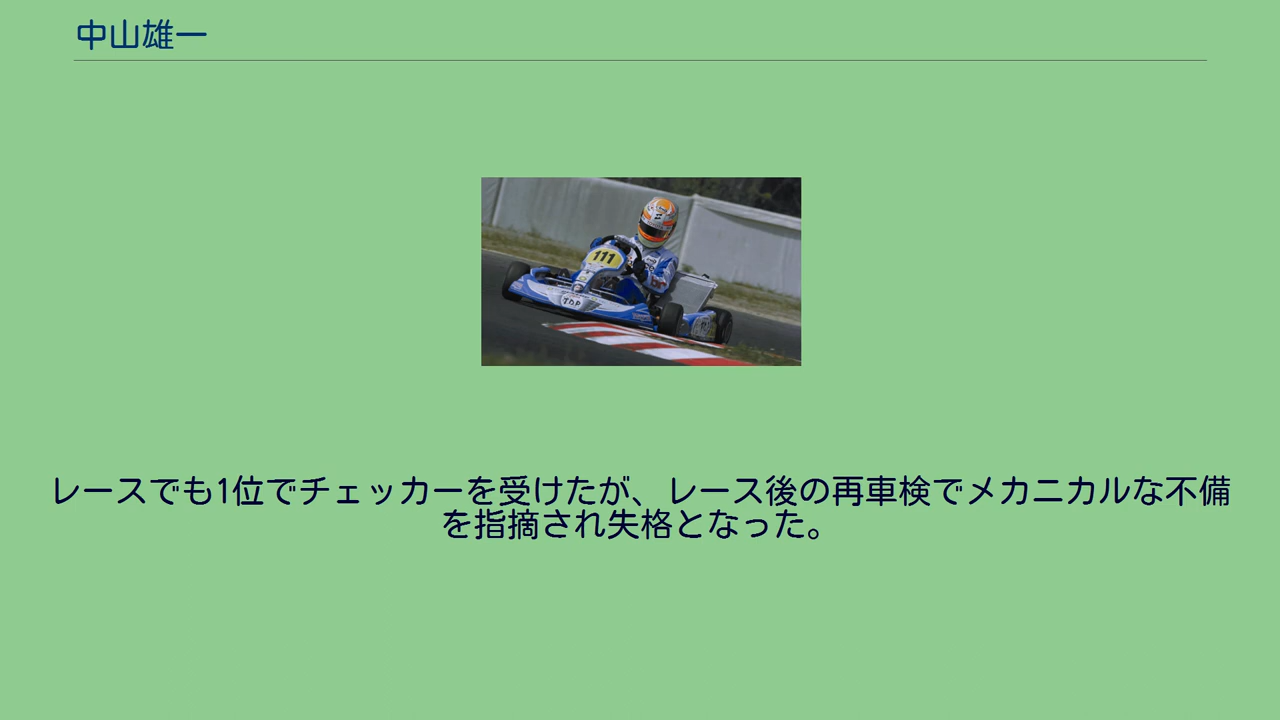 中山雄一
111
TDP
レースでも1位でチェッカーを受けたが、レース後の再車検でメカニカルな不備
を指摘され失格となった。